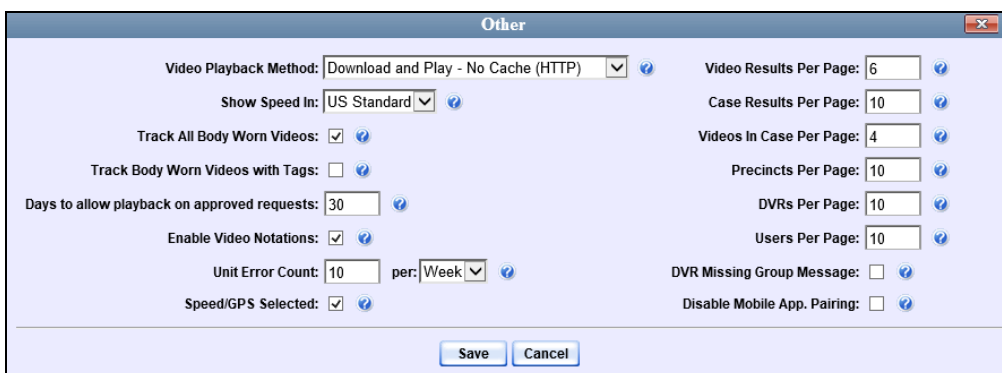 Other
Video Playback Method: Download and Play - No Cache (HTTP)
Show Speed In: US Standard
Track All Body Worn Videos:
Track Body Worn Videos with Tags:
Days to allow playback on approved requests: 30
Enable Video Notations:
Unit Error Count: 10 per: Week
Speed/GPS Selected:
Video Results Per Page: 6
Case Results Per Page: 10
Videos In Case Per Page: 4
Precincts Per Page: 10
DVRs Per Page: 10
Users Per Page: 10
DVR Missing Group Message:
Disable Mobile App. Pairing:
Save Cancel